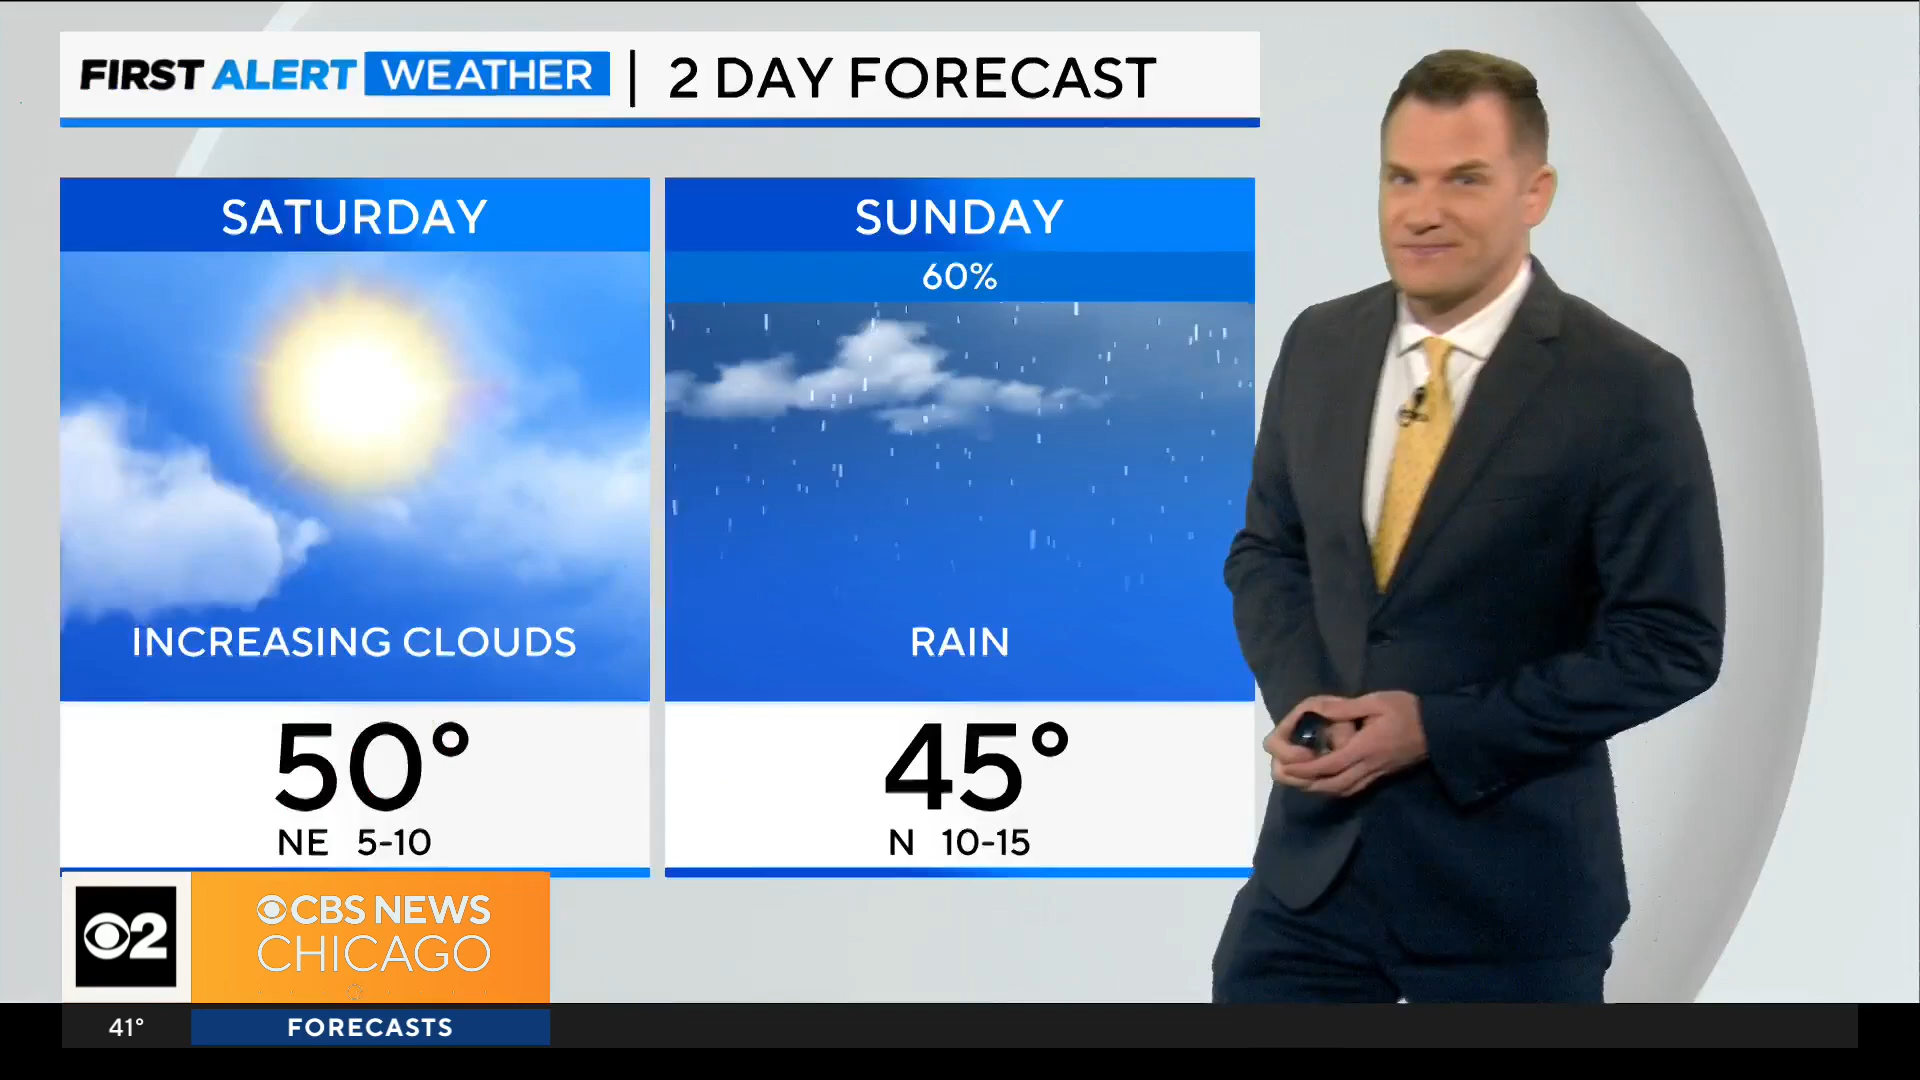 FIRST ALERT WEATHER | 2 DAY FORECAST
SATURDAY
INCREASING CLOUDS
50°
NE 5-10
SUNDAY
60%
RAIN
45°
N 10-15
2
CBS NEWS
CHICAGO
41°
FORECASTS